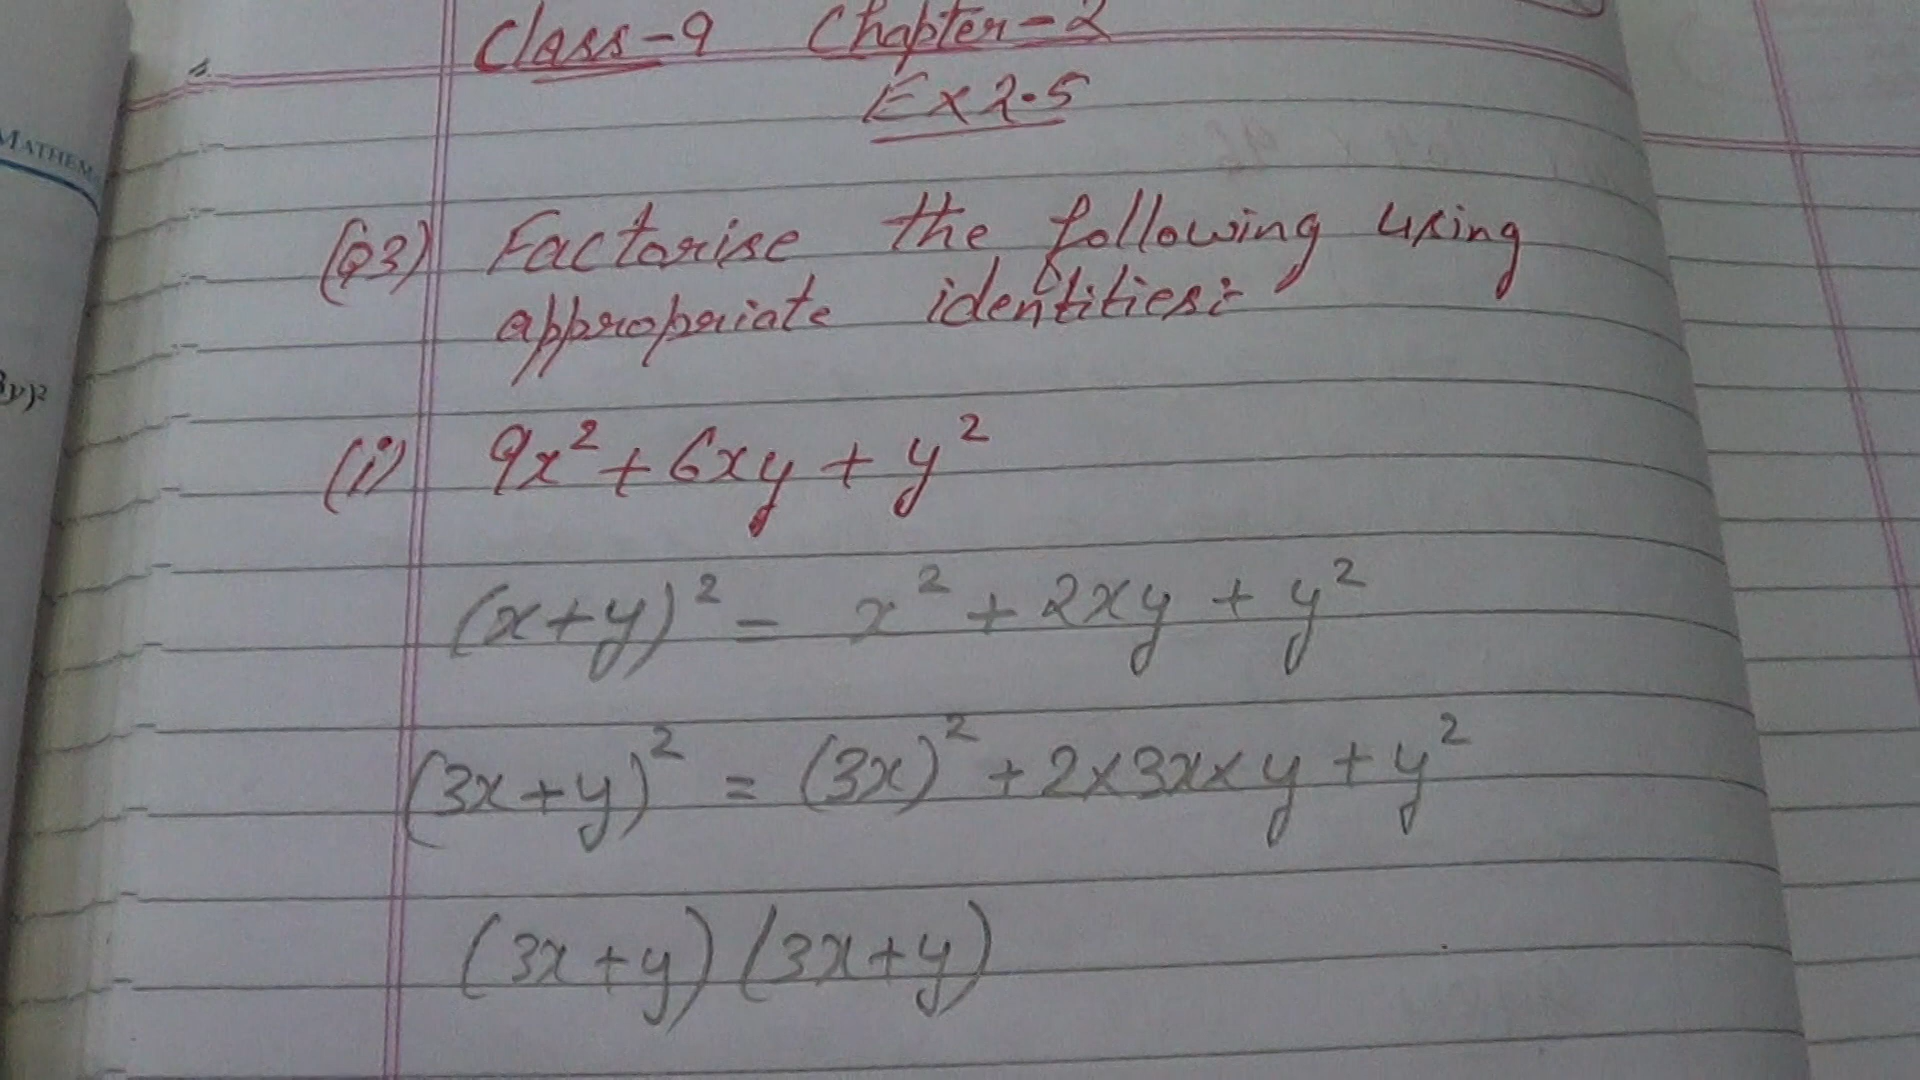 Class-9 Chapter-2
Ex 2.5
(Q3) Factorise the following using
appropriate identities:-
(i) 9x² + 6xy + y²
(x+y)² = x² + 2xy + y²
(3x+y)² = (3x)² + 2×3x×y + y²
(3x+y) (3x+y)